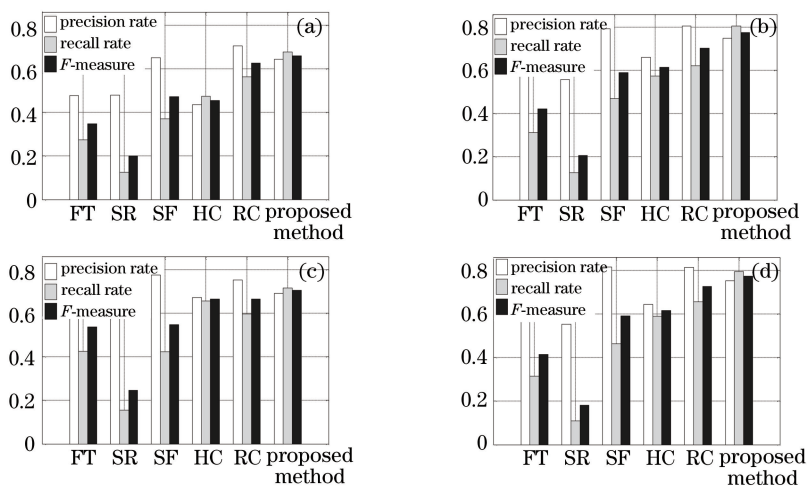 (a)
precision rate
recall rate
F-measure
0.8
0.6
0.4
0.2
0
FT SR SF HC RC proposed
method
(b)
precision rate
recall rate
F-measure
0.8
0.6
0.4
0.2
0
FT SR SF HC RC proposed
method
(c)
precision rate
recall rate
F-measure
0.8
0.6
0.4
0.2
0
FT SR SF HC RC proposed
method
(d)
precision rate
recall rate
F-measure
0.8
0.6
0.4
0.2
0
FT SR SF HC RC proposed
method